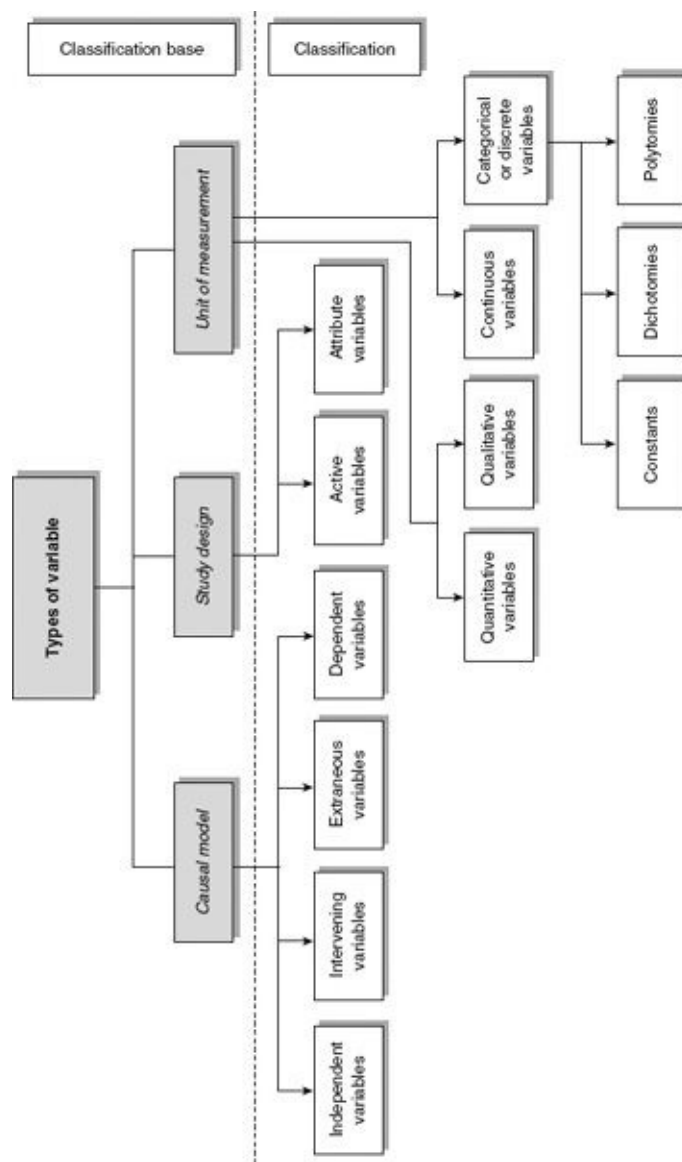 Types of variable
Classification base
Causal model
Study design
Unit of measurement
Classification
Independent
variables
Intervening
variables
Extraneous
variables
Dependent
variables
Active
variables
Attribute
variables
Quantitative
variables
Qualitative
variables
Continuous
variables
Categorical
or discrete
variables
Constants
Dichotomies
Polytomies